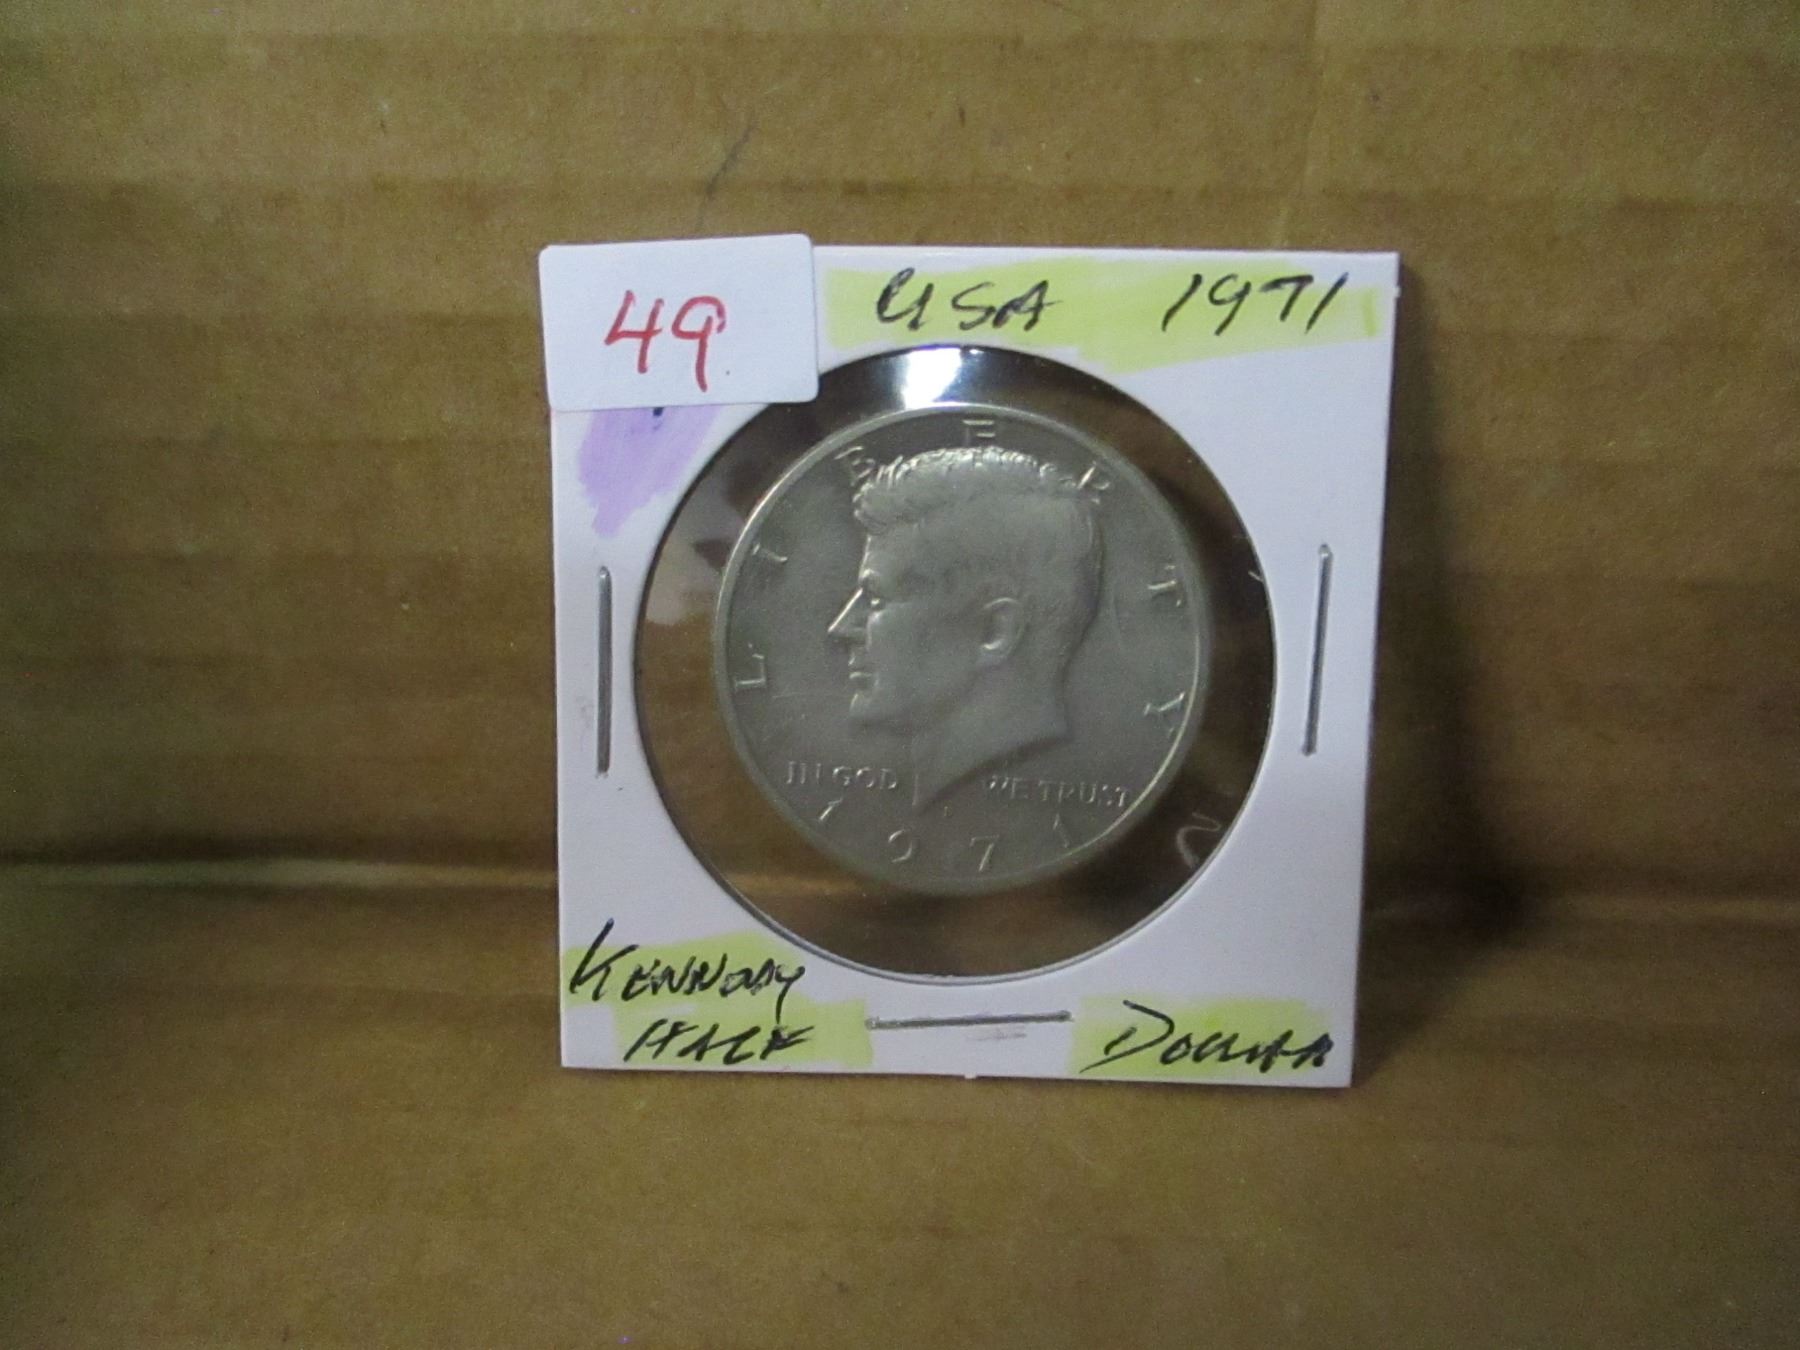 49
USA 1971
LIBERTY
IN GOD WE TRUST
1971
KENNEDY
HALF DOLLAR